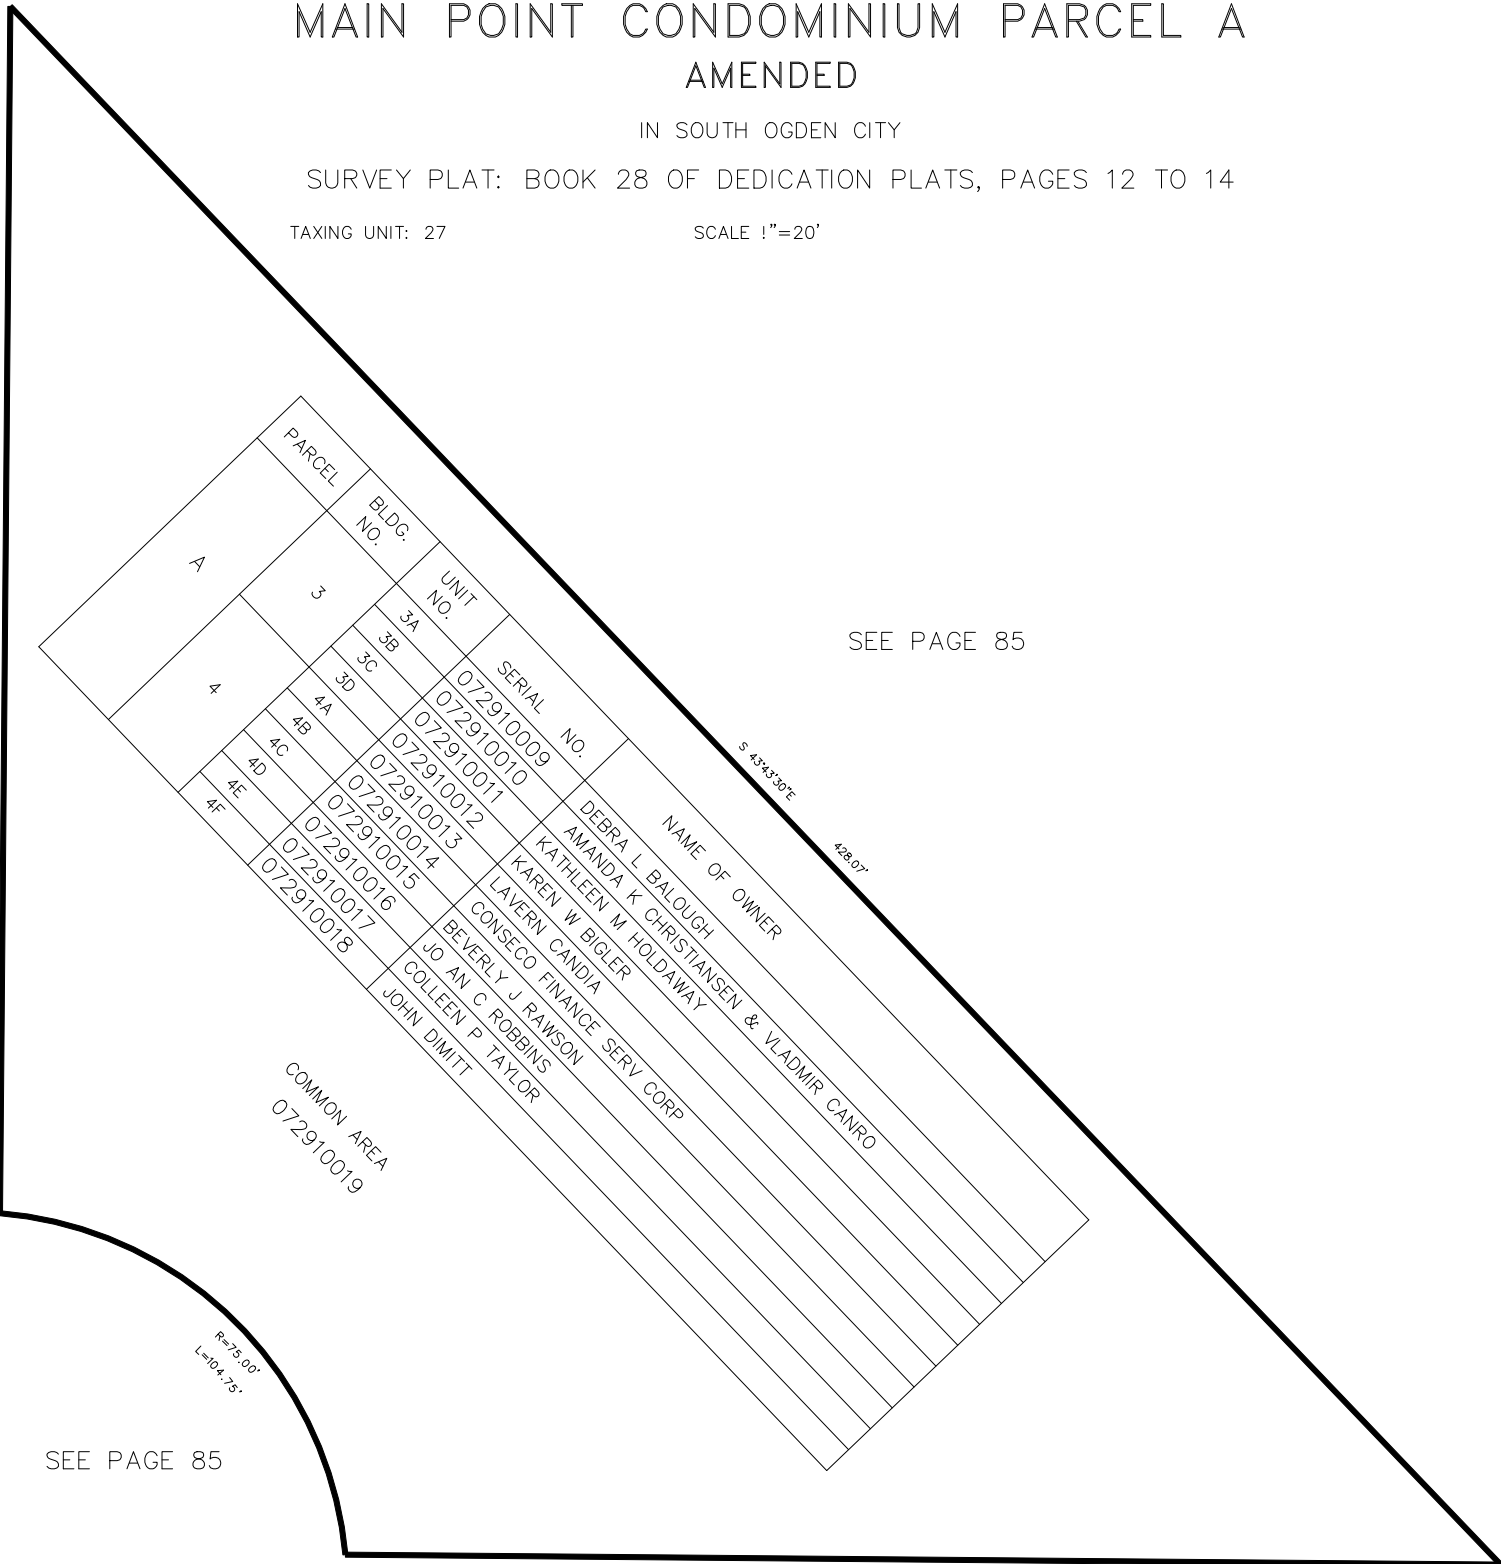 MAIN POINT CONDOMINIUM PARCEL A
AMENDED
IN SOUTH OGDEN CITY
SURVEY PLAT: BOOK 28 OF DEDICATION PLATS, PAGES 12 TO 14
TAXING UNIT: 27 SCALE !"=20'
PARCEL BLDG. NO. UNIT NO. SERIAL NO. NAME OF OWNER
A
3
3A 072910009 DEBRA L BALOUGH
3B 072910010 AMANDA K CHRISTIANSEN & VLADMIR CANRO
3C 072910011 KATHLEEN M HOLDAWAY
3D 072910012 KAREN W BIGLER
4
4A 072910013 LAVERN CANDIA
4B 072910014 CONSECO FINANCE SERV CORP
4C 072910015 BEVERLY J RAWSON
4D 072910016 JO AN C ROBBINS
4E 072910017 COLLEEN P TAYLOR
4F 072910018 JOHN DIMITT
SEE PAGE 85
S 43°43'30"E
428.07'
COMMON AREA
072910019
R=75.00'
L=104.75'
SEE PAGE 85